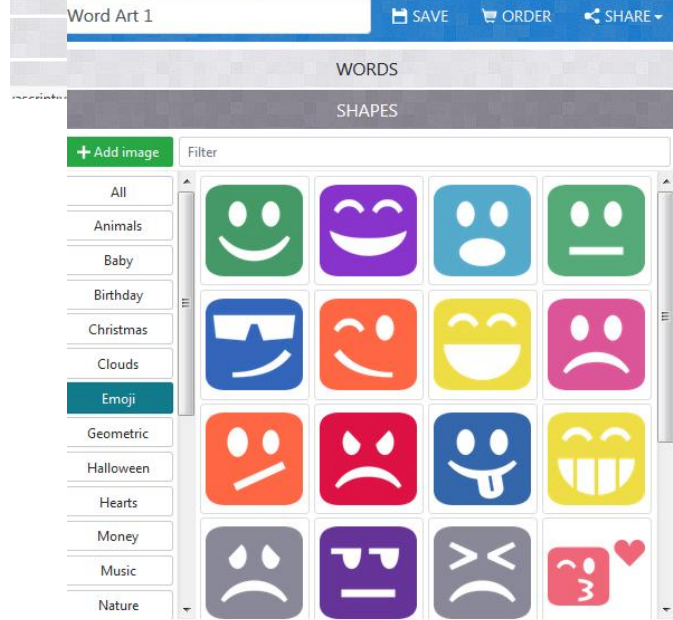 Word Art 1
SAVE ORDER SHARE
WORDS
SHAPES
+ Add image
Filter
All
Animals
Baby
Birthday
Christmas
Clouds
Emoji
Geometric
Halloween
Hearts
Money
Music
Nature